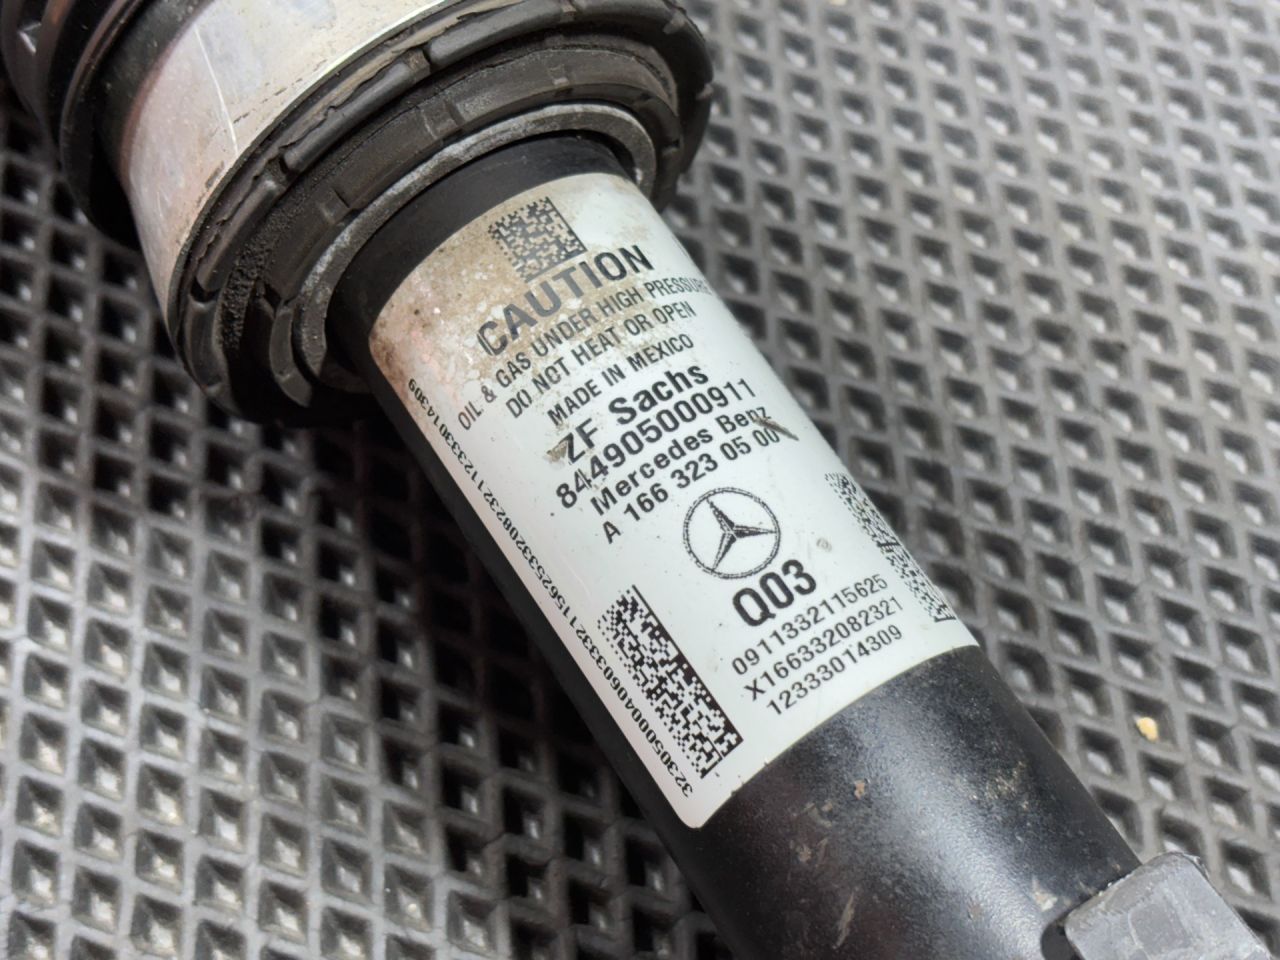 CAUTION
OIL & GAS UNDER HIGH PRESSURE
DO NOT HEAT OR OPEN
MADE IN MEXICO
ZF Sachs
844905000911
Mercedes Benz
A 166 323 05 00
Q03
0911332115625
X166332082321
12333014309